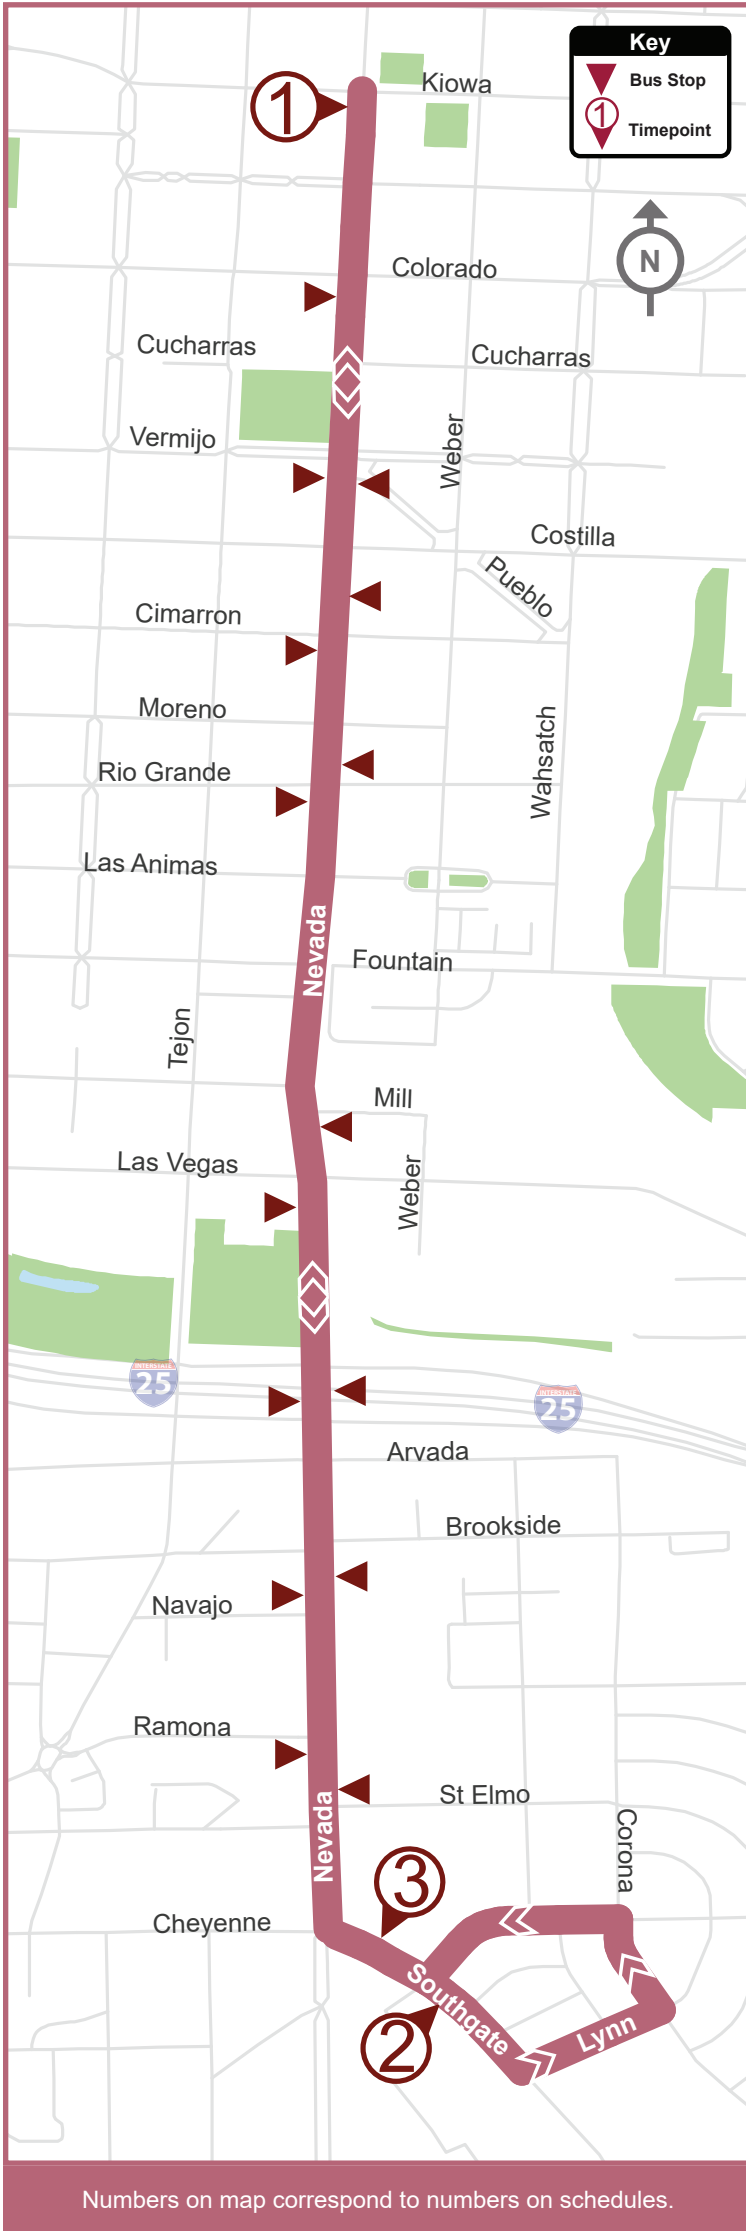 Key
Bus Stop
1
Timepoint
1
Kiowa
N
Colorado
Cucharras
Cucharras
Vermijo
Weber
Costilla
Pueblo
Cimarron
Moreno
Wahsatch
Rio Grande
Las Animas
Nevada
Fountain
Tejon
Mill
Las Vegas
Weber
INTERSTATE
25
INTERSTATE
25
Arvada
Brookside
Navajo
Ramona
St Elmo
Nevada
Corona
3
Cheyenne
Southgate
2
Lynn
Numbers on map correspond to numbers on schedules.